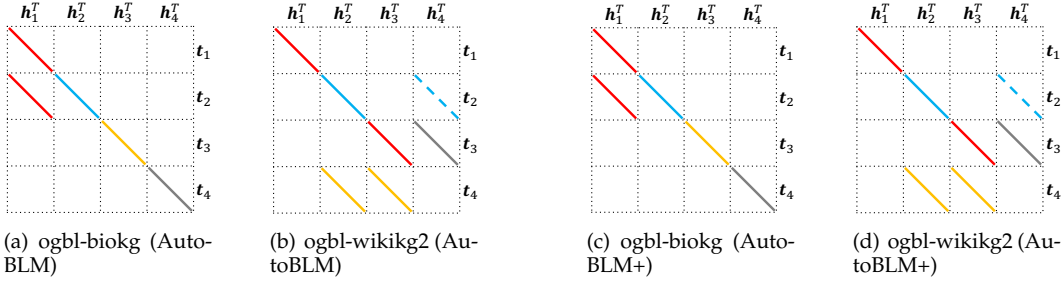 h₁ᵀ h₂ᵀ h₃ᵀ h₄ᵀ
t₁
t₂
t₃
t₄
(a) ogbl-biokg (Auto-
BLM)
h₁ᵀ h₂ᵀ h₃ᵀ h₄ᵀ
t₁
t₂
t₃
t₄
(b) ogbl-wikikg2 (Au-
toBLM)
h₁ᵀ h₂ᵀ h₃ᵀ h₄ᵀ
t₁
t₂
t₃
t₄
(c) ogbl-biokg (Auto-
BLM+)
h₁ᵀ h₂ᵀ h₃ᵀ h₄ᵀ
t₁
t₂
t₃
t₄
(d) ogbl-wikikg2 (Au-
toBLM+)